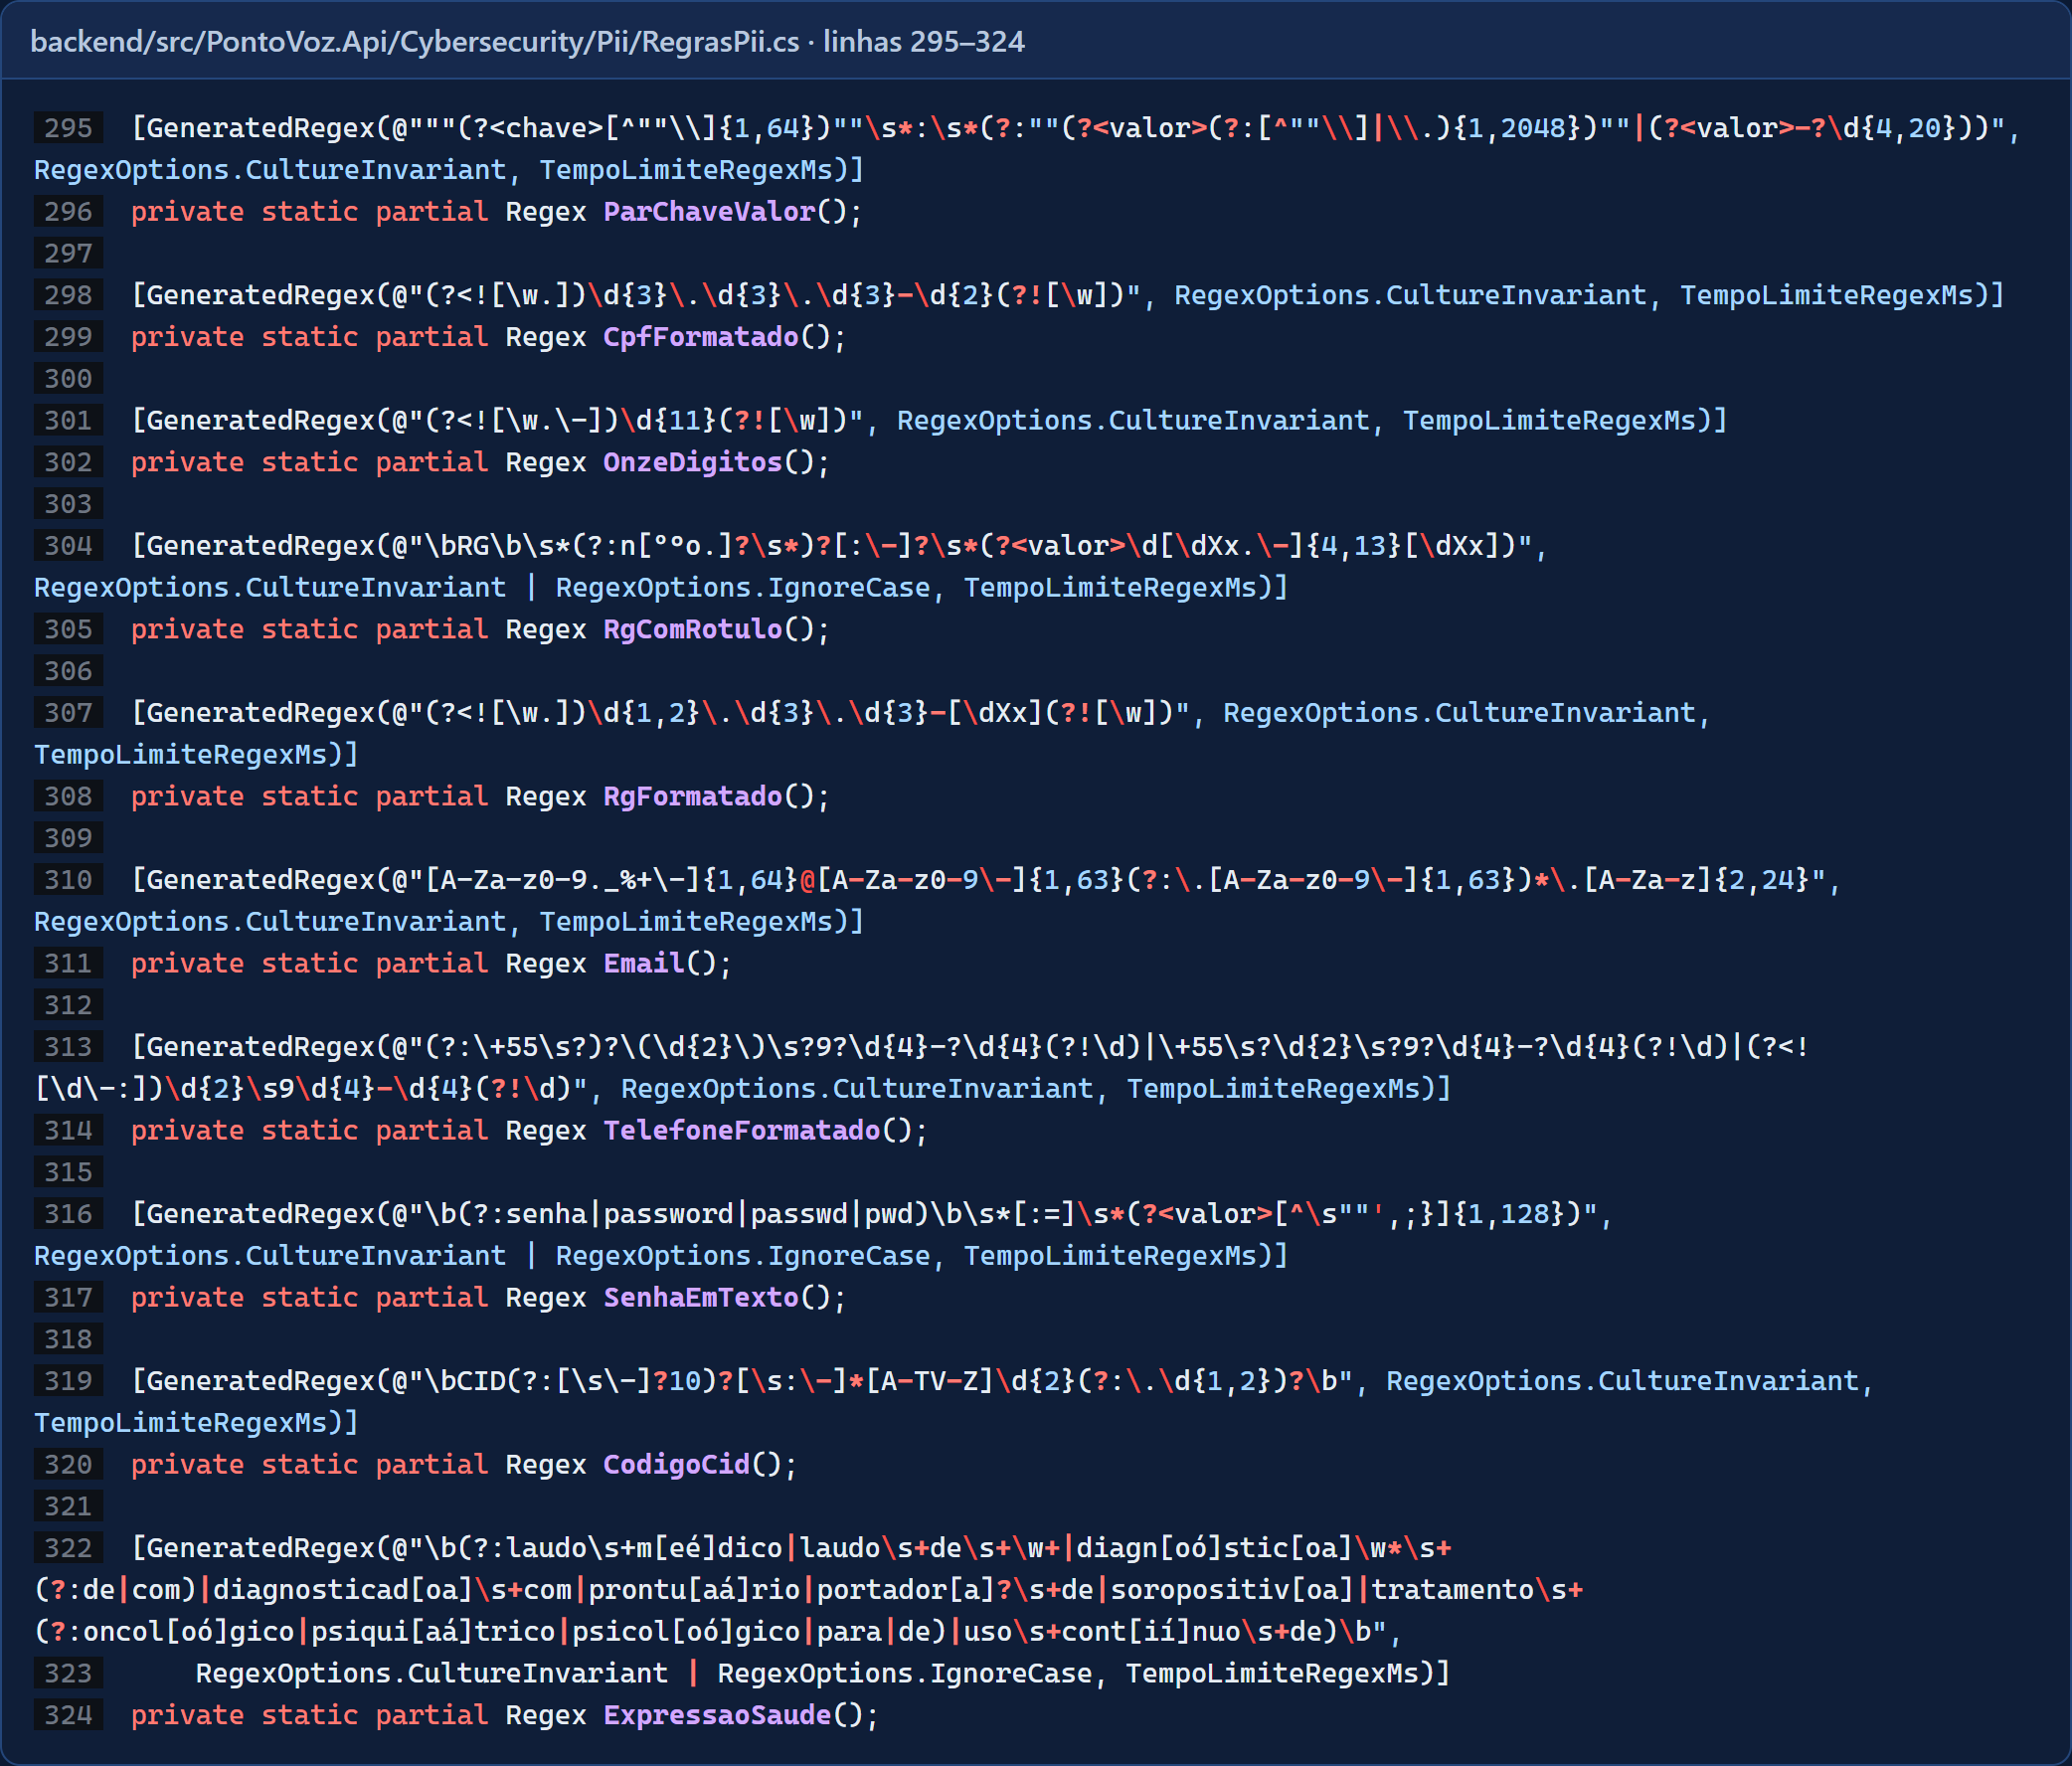 backend/src/PontoVoz.Api/Cybersecurity/Pii/RegrasPii.cs · linhas 295–324
295 [GeneratedRegex(@"""(?<chave>[^""\\]{1,64})""\s*:\s*(?:""(?<valor>(?:[^""\\]|\\.){1,2048})""|(?<valor>-?\d{4,20}))",
RegexOptions.CultureInvariant, TempoLimiteRegexMs)]
296 private static partial Regex ParChaveValor();
297
298 [GeneratedRegex(@"(?<![\w.])\d{3}\.\d{3}\.\d{3}-\d{2}(?![\w])", RegexOptions.CultureInvariant, TempoLimiteRegexMs)]
299 private static partial Regex CpfFormatado();
300
301 [GeneratedRegex(@"(?<![\w.\-])\d{11}(?![\w])", RegexOptions.CultureInvariant, TempoLimiteRegexMs)]
302 private static partial Regex OnzeDigitos();
303
304 [GeneratedRegex(@"\bRG\b\s*(?:n[º°o.]?\s*)?[:\-]?\s*(?<valor>\d[\dXx.\-]{4,13}[\dXx])",
RegexOptions.CultureInvariant | RegexOptions.IgnoreCase, TempoLimiteRegexMs)]
305 private static partial Regex RgComRotulo();
306
307 [GeneratedRegex(@"(?<![\w.])\d{1,2}\.\d{3}\.\d{3}-[\dXx](?![\w])", RegexOptions.CultureInvariant,
TempoLimiteRegexMs)]
308 private static partial Regex RgFormatado();
309
310 [GeneratedRegex(@"[A-Za-z0-9._%+\-]{1,64}@[A-Za-z0-9\-]{1,63}(?:\.[A-Za-z0-9\-]{1,63})*\.[A-Za-z]{2,24}",
RegexOptions.CultureInvariant, TempoLimiteRegexMs)]
311 private static partial Regex Email();
312
313 [GeneratedRegex(@"(?:\+55\s?)?\(\d{2}\)\s?9?\d{4}-?\d{4}(?!\d)|\+55\s?\d{2}\s?9?\d{4}-?\d{4}(?!\d)|(?<!
[\d\-:])\d{2}\s9\d{4}-\d{4}(?!\d)", RegexOptions.CultureInvariant, TempoLimiteRegexMs)]
314 private static partial Regex TelefoneFormatado();
315
316 [GeneratedRegex(@"\b(?:senha|password|passwd|pwd)\b\s*[:=]\s*(?<valor>[^\s""',;}]{1,128})",
RegexOptions.CultureInvariant | RegexOptions.IgnoreCase, TempoLimiteRegexMs)]
317 private static partial Regex SenhaEmTexto();
318
319 [GeneratedRegex(@"\bCID(?:[\s\-]?10)?[\s:\-]*[A-TV-Z]\d{2}(?:\.\d{1,2})?\b", RegexOptions.CultureInvariant,
TempoLimiteRegexMs)]
320 private static partial Regex CodigoCid();
321
322 [GeneratedRegex(@"\b(?:laudo\s+m[eé]dico|laudo\s+de\s+\w+|diagn[oó]stic[oa]\w*\s+
(?:de|com)|diagnosticad[oa]\s+com|prontu[aá]rio|portador[a]?\s+de|soropositiv[oa]|tratamento\s+
(?:oncol[oó]gico|psiqui[aá]trico|psicol[oó]gico|para|de)|uso\s+cont[ií]nuo\s+de)\b",
323 RegexOptions.CultureInvariant | RegexOptions.IgnoreCase, TempoLimiteRegexMs)]
324 private static partial Regex ExpressaoSaude();